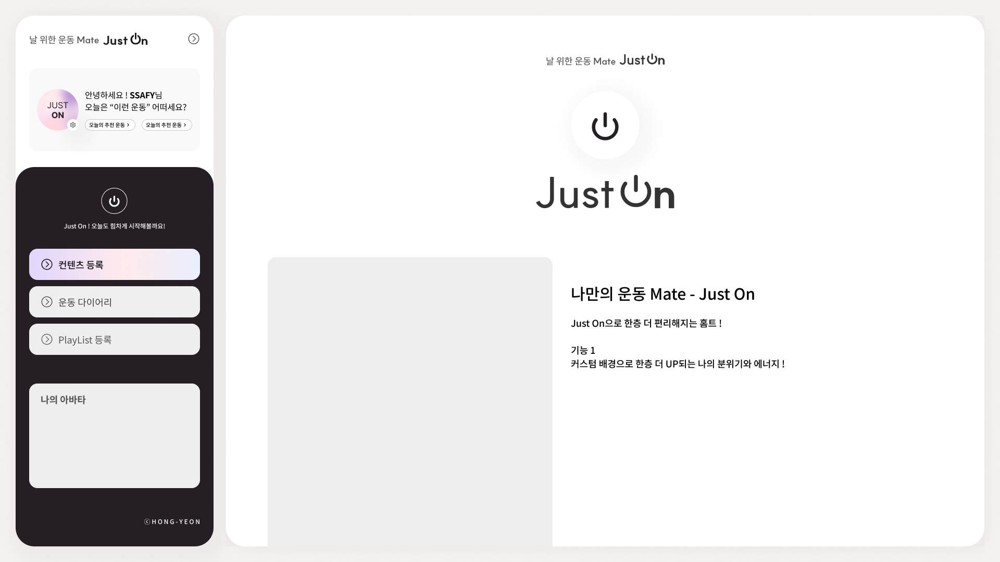 날 위한 운동 Mate Just On
안녕하세요 ! SSAFY님
오늘은 “이런 운동” 어떠세요?
JUST
ON
오늘의 추천 운동 >
오늘의 추천 운동 >
Just On ! 오늘도 힘차게 시작해볼까요!
컨텐츠 등록
운동 다이어리
PlayList 등록
나의 아바타
ⓒHONG-YEON
날 위한 운동 Mate Just On
Just On
나만의 운동 Mate - Just On
Just On으로 한층 더 편리해지는 홈트 !
기능 1
커스텀 배경으로 한층 더 UP되는 나의 분위기와 에너지 !